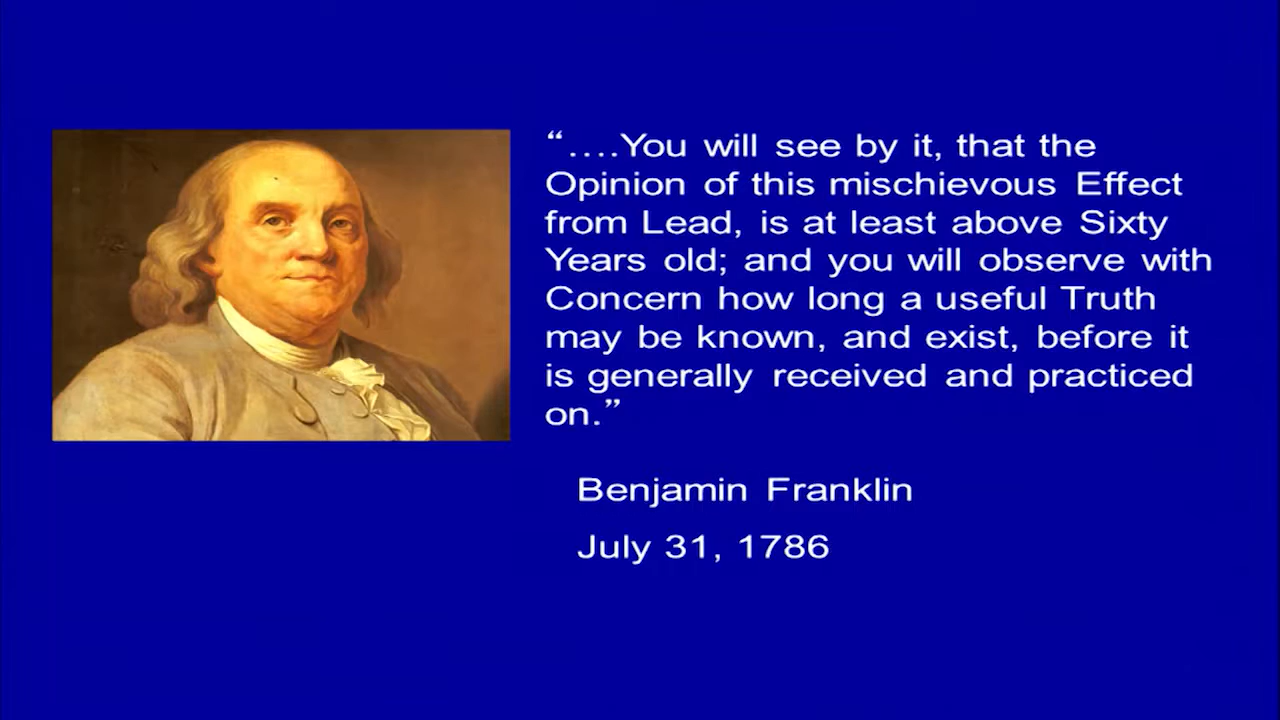 “....You will see by it, that the
Opinion of this mischievous Effect
from Lead, is at least above Sixty
Years old; and you will observe with
Concern how long a useful Truth
may be known, and exist, before it
is generally received and practiced
on.”
Benjamin Franklin
July 31, 1786